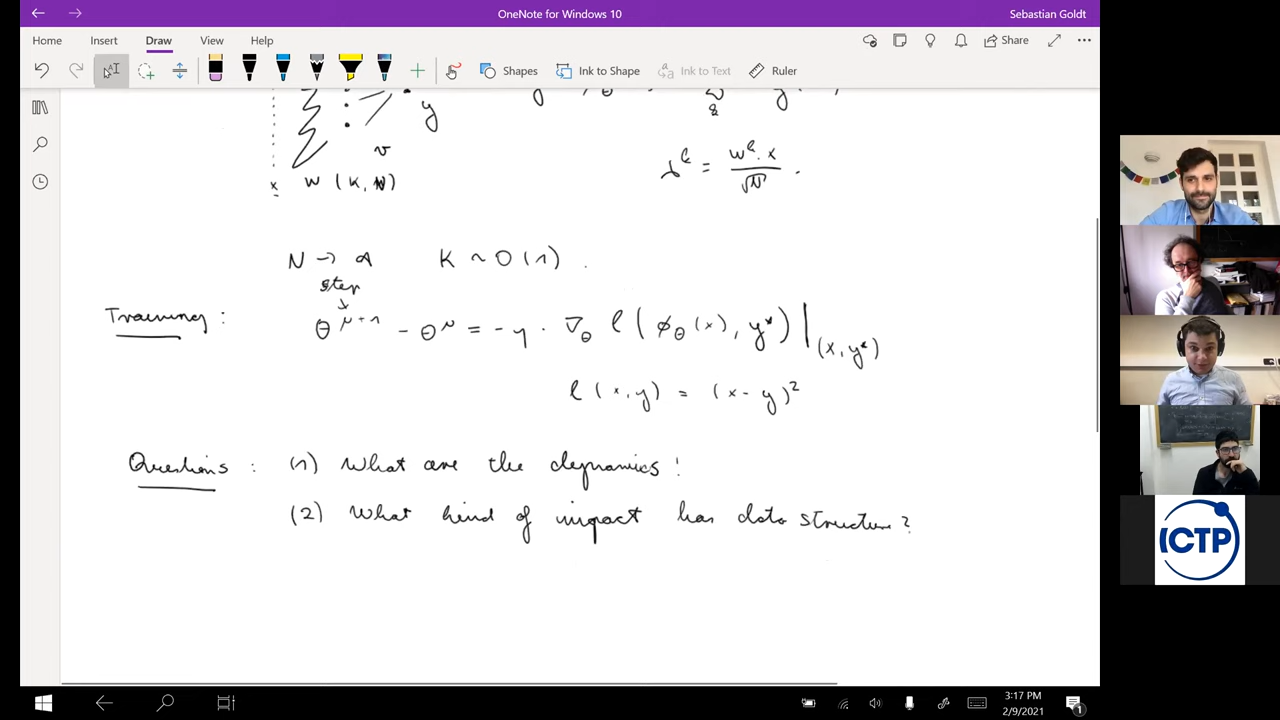 OneNote for Windows 10
Sebastian Goldt
Home Insert Draw View Help
Share
Shapes
Ink to Shape
Ink to Text
Ruler
y
v
x w (K, N)
λ^k = w^k · x / √N .
N → ∞ K ~ O(1) .
step
↓
Training : θ^{μ+1} - θ^μ = - η · ∇_θ ℓ ( ϕ_θ (x), y* ) |_{(x, y*)}
ℓ (x, y) = (x - y)²
Questions : (1) What are the dynamics ?
(2) What kind of impact has data structure ?
ICTP
3:17 PM
2/9/2021
1